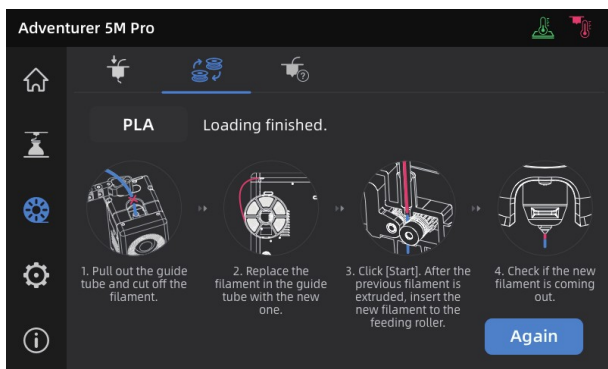 Adventurer 5M Pro
PLA
Loading finished.
1. Pull out the guide
tube and cut off the
filament.
2. Replace the
filament in the guide
tube with the new
one.
3. Click [Start]. After the
previous filament is
extruded, insert the
new filament to the
feeding roller.
4. Check if the new
filament is coming
out.
Again